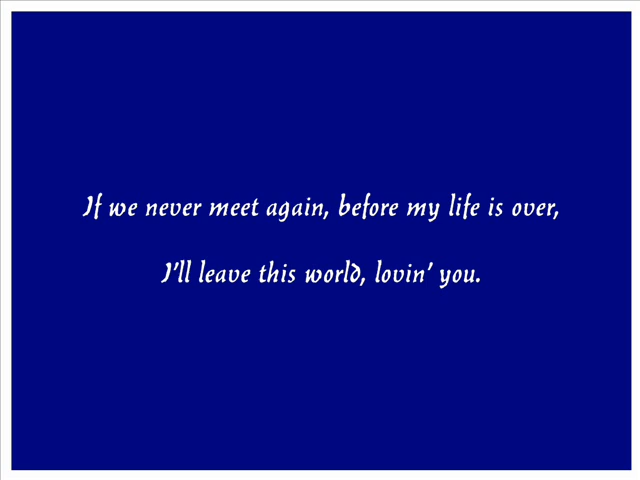 If we never meet again, before my life is over,
I'll leave this world, lovin' you.